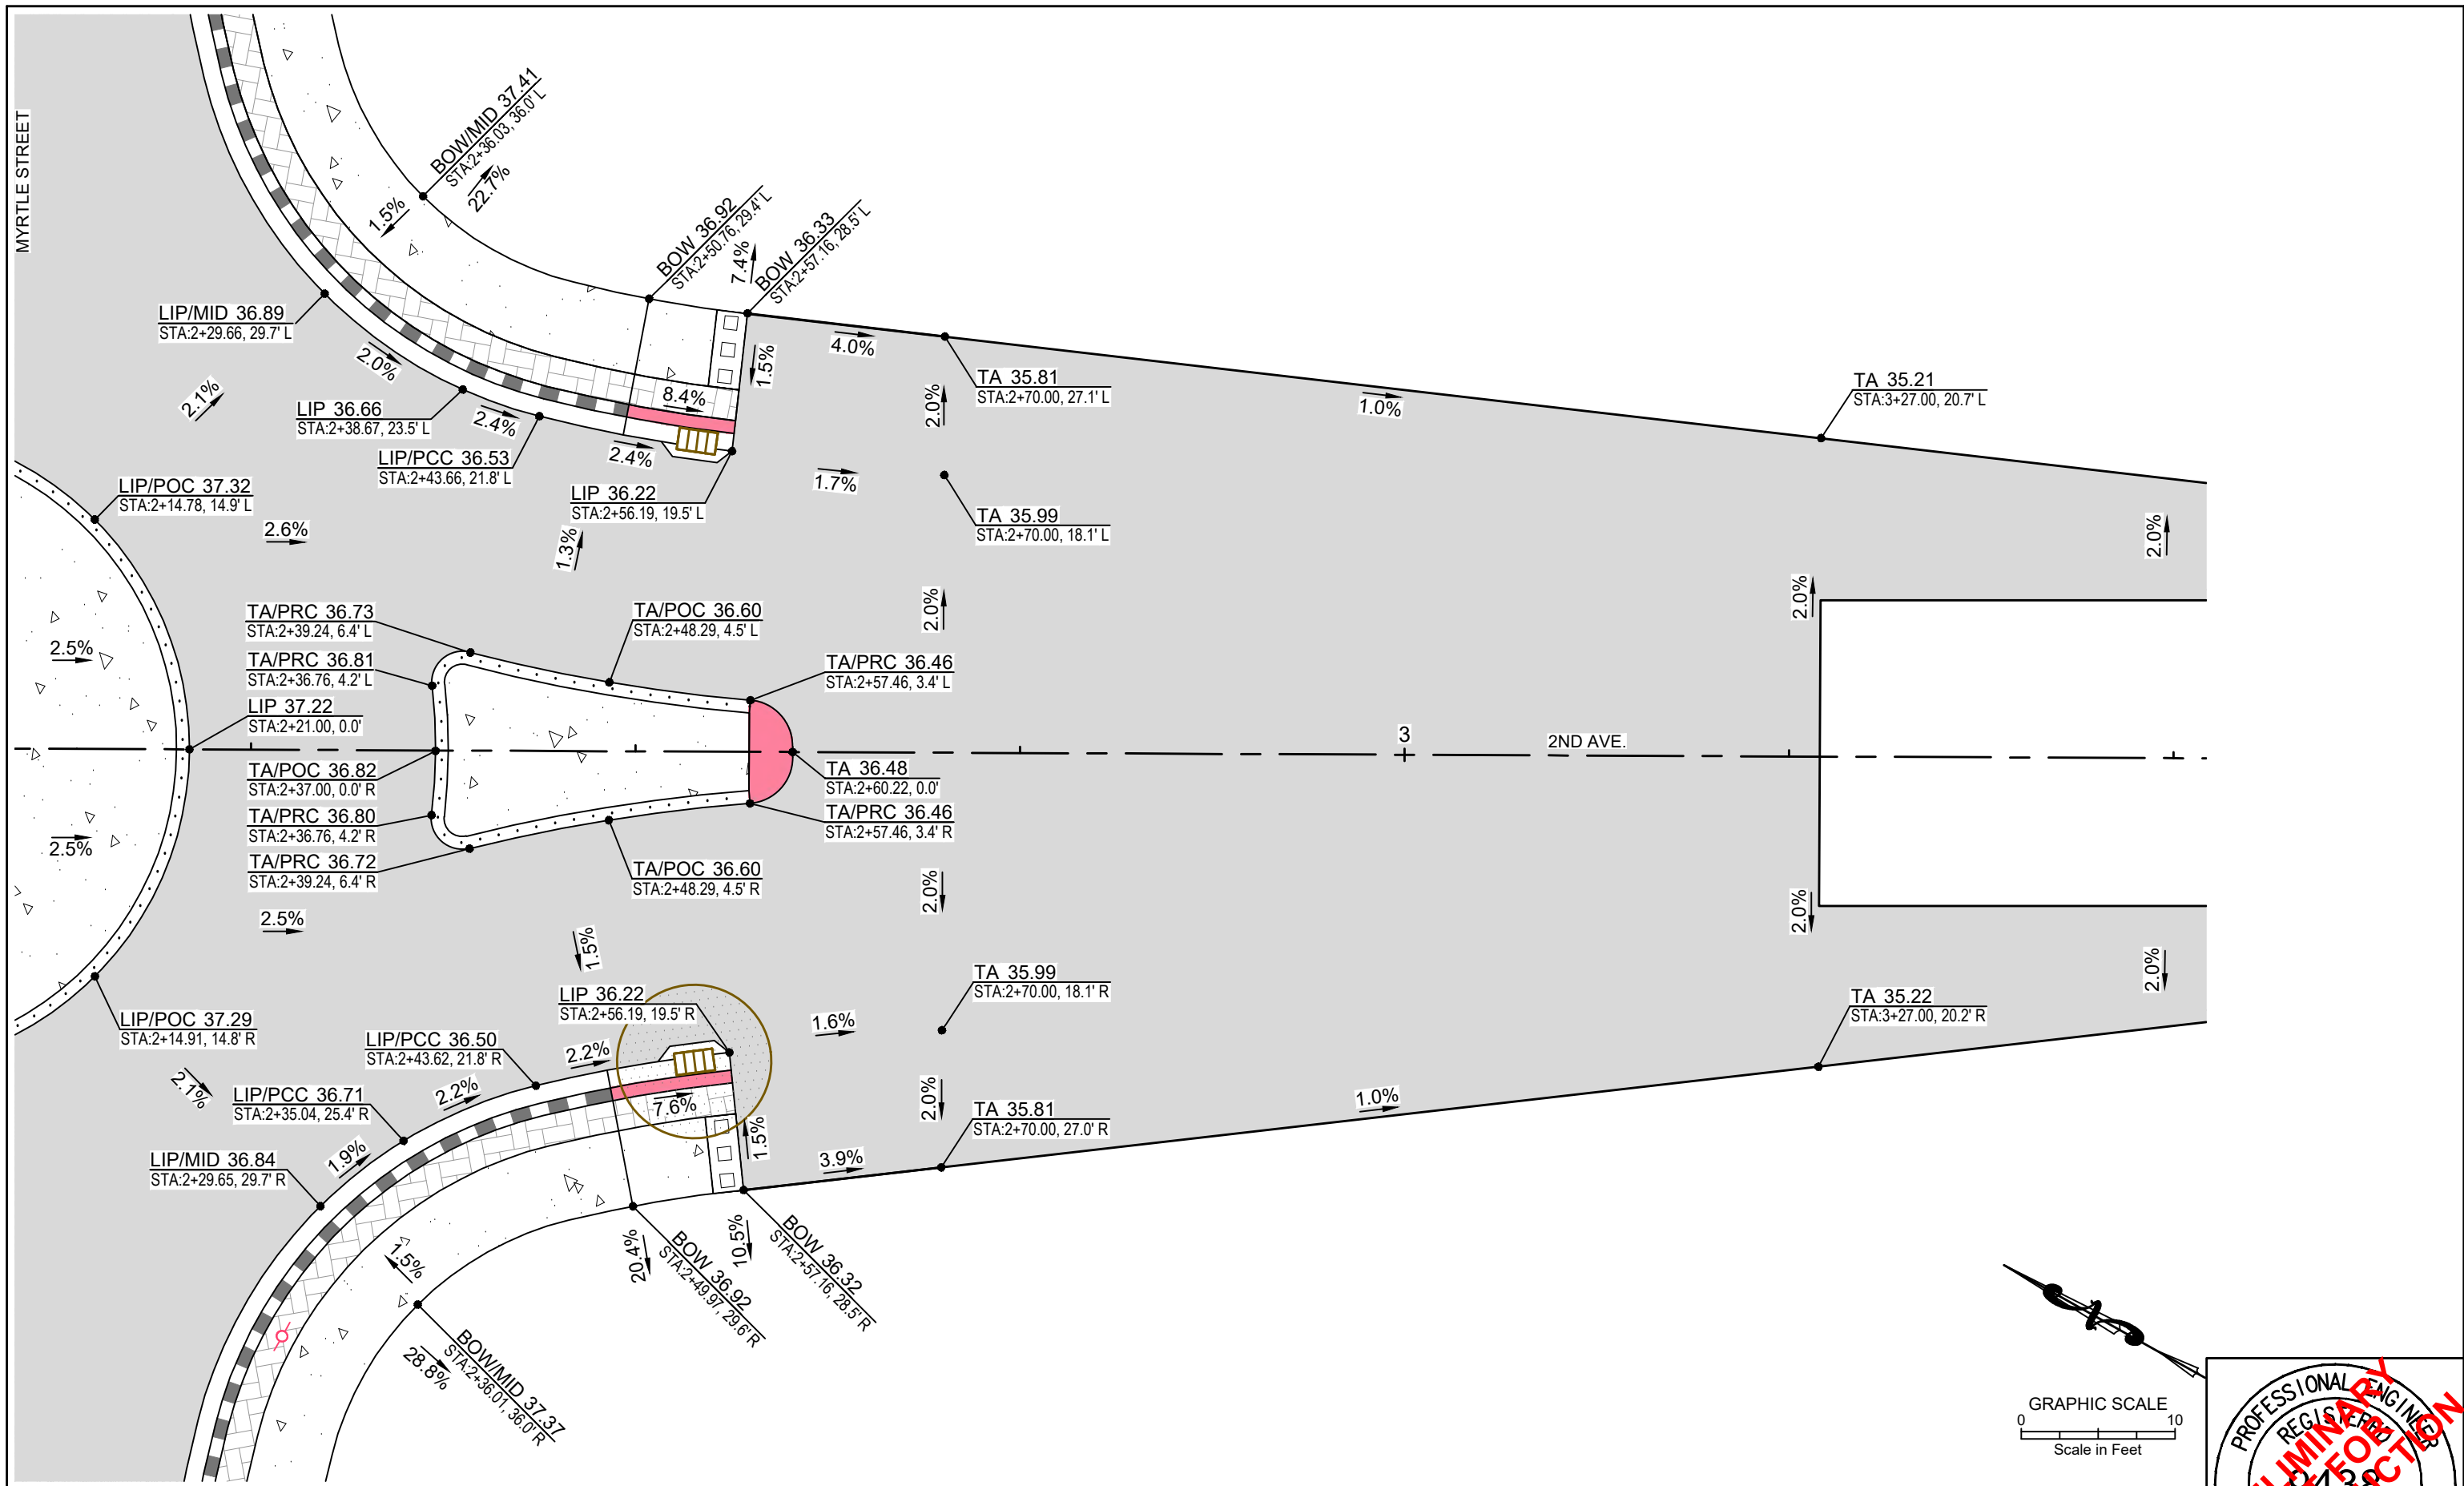 MYRTLE STREET
BOW/MID 37.41
STA:2+36.03, 36.0' L
22.7%
1.5%
BOW 36.92
STA:2+50.76, 29.4' L
7.4%
BOW 36.33
STA:2+57.16, 28.5' L
LIP/MID 36.89
STA:2+29.66, 29.7' L
2.0%
2.1%
LIP 36.66
STA:2+38.67, 23.5' L
2.4%
LIP/PCC 36.53
STA:2+43.66, 21.8' L
8.4%
1.5%
2.4%
LIP 36.22
STA:2+56.19, 19.5' L
4.0%
TA 35.81
STA:2+70.00, 27.1' L
2.0%
1.7%
TA 35.99
STA:2+70.00, 18.1' L
1.0%
TA 35.21
STA:3+27.00, 20.7' L
2.0%
LIP/POC 37.32
STA:2+14.78, 14.9' L
2.6%
1.3%
2.0%
2.0%
TA/PRC 36.73
STA:2+39.24, 6.4' L
TA/POC 36.60
STA:2+48.29, 4.5' L
2.5%
TA/PRC 36.81
STA:2+36.76, 4.2' L
TA/PRC 36.46
STA:2+57.46, 3.4' L
LIP 37.22
STA:2+21.00, 0.0'
3
2ND AVE.
TA/POC 36.82
STA:2+37.00, 0.0' R
TA 36.48
STA:2+60.22, 0.0'
TA/PRC 36.80
STA:2+36.76, 4.2' R
TA/PRC 36.46
STA:2+57.46, 3.4' R
2.5%
TA/PRC 36.72
STA:2+39.24, 6.4' R
TA/POC 36.60
STA:2+48.29, 4.5' R
2.0%
2.0%
2.5%
1.5%
2.0%
LIP 36.22
STA:2+56.19, 19.5' R
TA 35.99
STA:2+70.00, 18.1' R
1.6%
TA 35.22
STA:3+27.00, 20.2' R
LIP/POC 37.29
STA:2+14.91, 14.8' R
LIP/PCC 36.50
STA:2+43.62, 21.8' R
2.2%
2.1%
2.2%
LIP/PCC 36.71
STA:2+35.04, 25.4' R
7.6%
2.0%
TA 35.81
STA:2+70.00, 27.0' R
1.0%
1.5%
1.9%
LIP/MID 36.84
STA:2+29.65, 29.7' R
3.9%
1.5%
20.4%
BOW 36.92
STA:2+49.97, 29.6' R
10.5%
BOW 36.32
STA:2+57.16, 28.5' R
BOW/MID 37.37
STA:2+36.01, 36.0' R
28.8%
GRAPHIC SCALE
0 10
Scale in Feet
PROFESSIONAL ENGINEER
REGISTERED
FOR